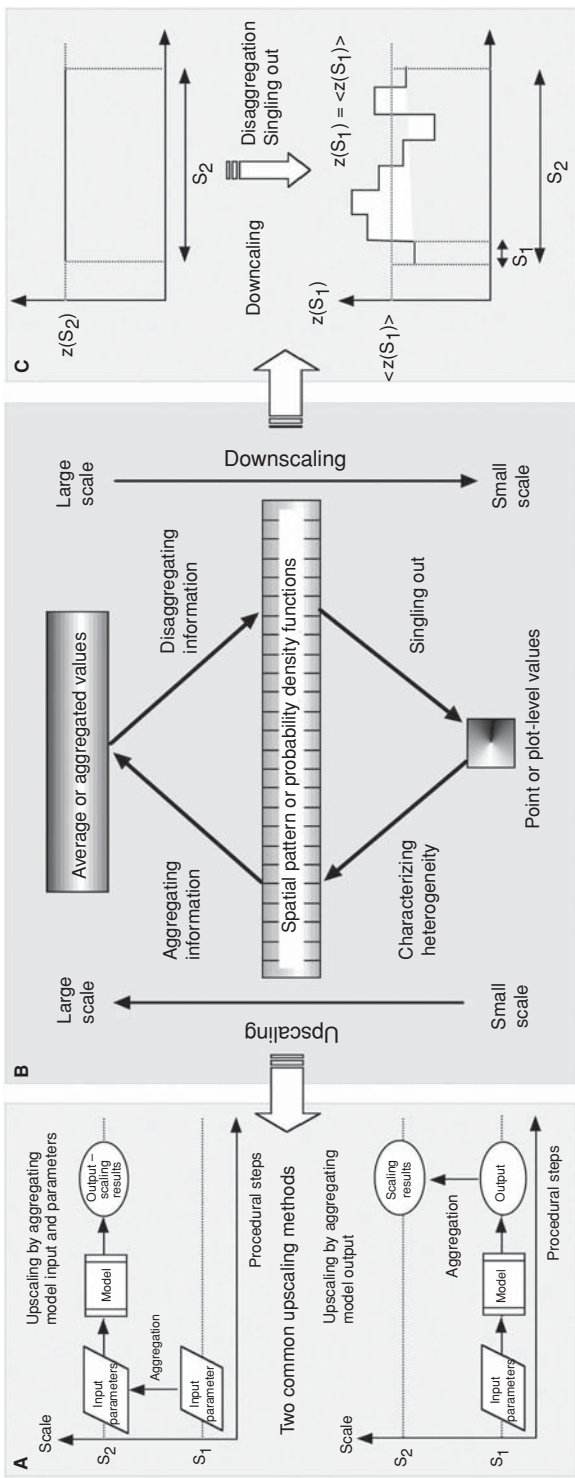 A
Scale
Upscaling by aggregating
model input and parameters
S2
Input
parameters
Model
Output –
scaling
results
Aggregation
S1
Input
parameter
Procedural steps
Two common upscaling methods
Scale
Upscaling by aggregating
model output
S2
Scaling
results
Aggregation
S1
Input
parameters
Model
Output
Procedural steps
B
Large
scale
Upscaling
Small
scale
Average or aggregated values
Aggregating
information
Disaggregating
information
Spatial pattern or probability density functions
Characterizing
heterogeneity
Singling out
Point or plot-level values
Large
scale
Downscaling
Small
scale
C
z(S2)
S2
Downcaling
Disaggregation
Singling out
z(S1)
z(S1) = <z(S1)>
<z(S1)>
S1
S2